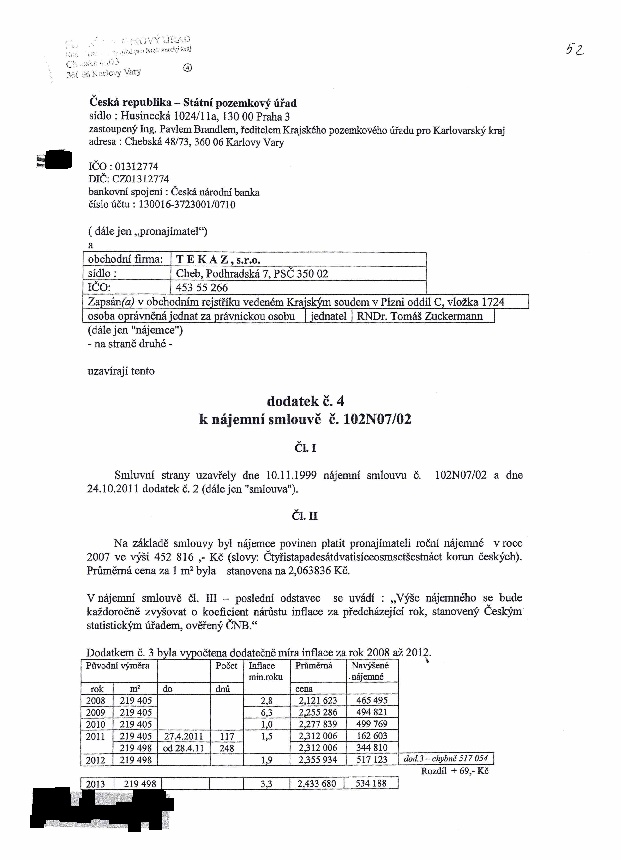 52
360 06 Karlovy Vary
Česká republika – Státní pozemkový úřad
sídlo : Husinecká 1024/11a, 130 00 Praha 3
zastoupený Ing. Pavlem Brandlem, ředitelem Krajského pozemkového úřadu pro Karlovarský kraj
adresa : Chebská 48/73, 360 06 Karlovy Vary
IČO : 01312774
DIČ: CZ01312774
bankovní spojení : Česká národní banka
číslo účtu : 130016-3723001/0710
( dále jen „pronajímatel“)
a
obchodní firma: T E K A Z , s.r.o.
sídlo : Cheb, Podhradská 7, PSČ 350 02
IČO: 453 55 266
Zapsán(a) v obchodním rejstříku vedeném Krajským soudem v Plzni oddíl C, vložka 1724
osoba oprávněná jednat za právnickou osobu jednatel RNDr. Tomáš Zuckermann
(dále jen "nájemce")
- na straně druhé -
uzavírají tento
dodatek č. 4
k nájemní smlouvě č. 102N07/02
Čl. I
Smluvní strany uzavřely dne 10.11.1999 nájemní smlouvu č. 102N07/02 a dne
24.10.2011 dodatek č. 2 (dále jen "smlouva").
Čl. II
Na základě smlouvy byl nájemce povinen platit pronajímateli roční nájemné v roce
2007 ve výši 452 816 ,- Kč (slovy: Čtyřistapadesátdvatisíceosmsetšestnáct korun českých).
Průměrná cena za 1 m² byla stanovena na 2,063836 Kč.
V nájemní smlouvě čl. III – poslední odstavec se uvádí : „Výše nájemného se bude
každoročně zvyšovat o koeficient nárůstu inflace za předcházející rok, stanovený Českým
statistickým úřadem, ověřený ČNB.“
Dodatkem č. 3 byla vypočtena dodatečně míra inflace za rok 2008 až 2012.
Původní výměra Počet Inflace Průměrná Navýšené
min.roku nájemné
rok m² do dnů cena
2008 219 405 2,8 2,121 623 465 495
2009 219 405 6,3 2,255 286 494 821
2010 219 405 1,0 2,277 839 499 769
2011 219 405 27.4.2011 117 1,5 2,312 006 162 603
219 498 od 28.4.11 248 2,312 006 344 810
2012 219 498 1,9 2,355 934 517 123 dod.3 – chybně 517 054
Rozdíl + 69,- Kč
2013 219 498 3,3 2,433 680 534 188